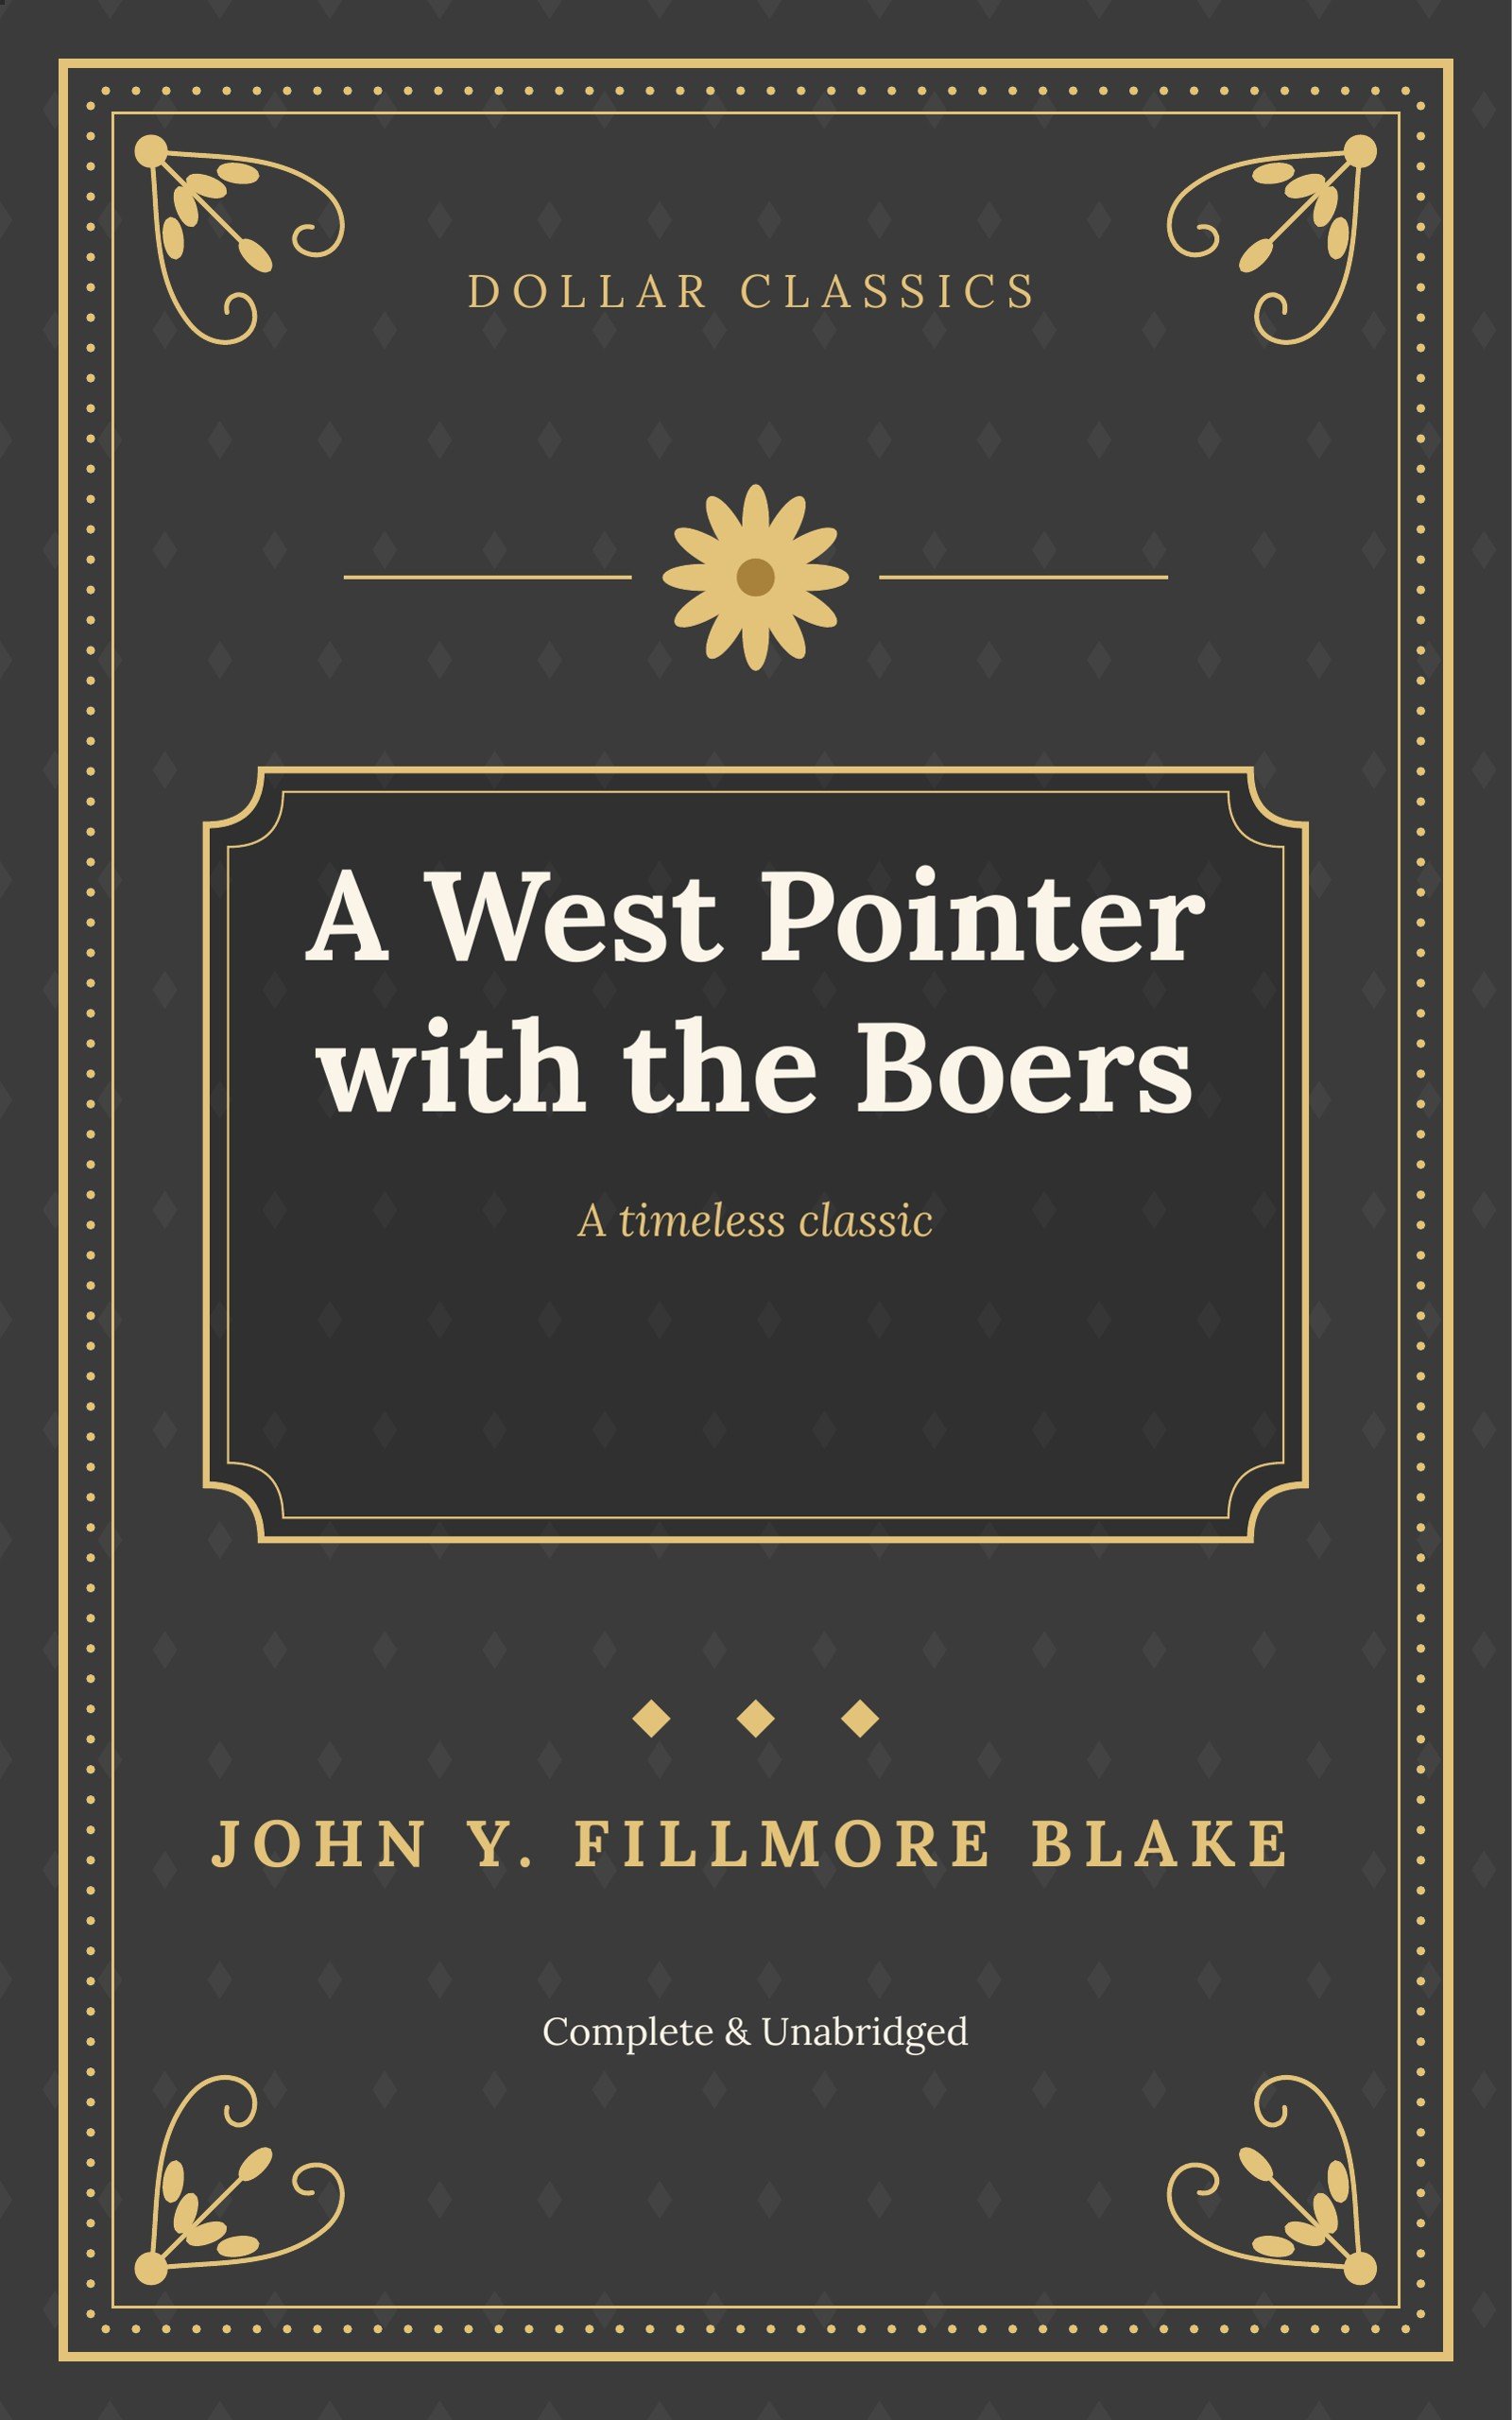 DOLLAR CLASSICS
A West Pointer
with the Boers
A timeless classic
JOHN Y. FILLMORE BLAKE
Complete & Unabridged